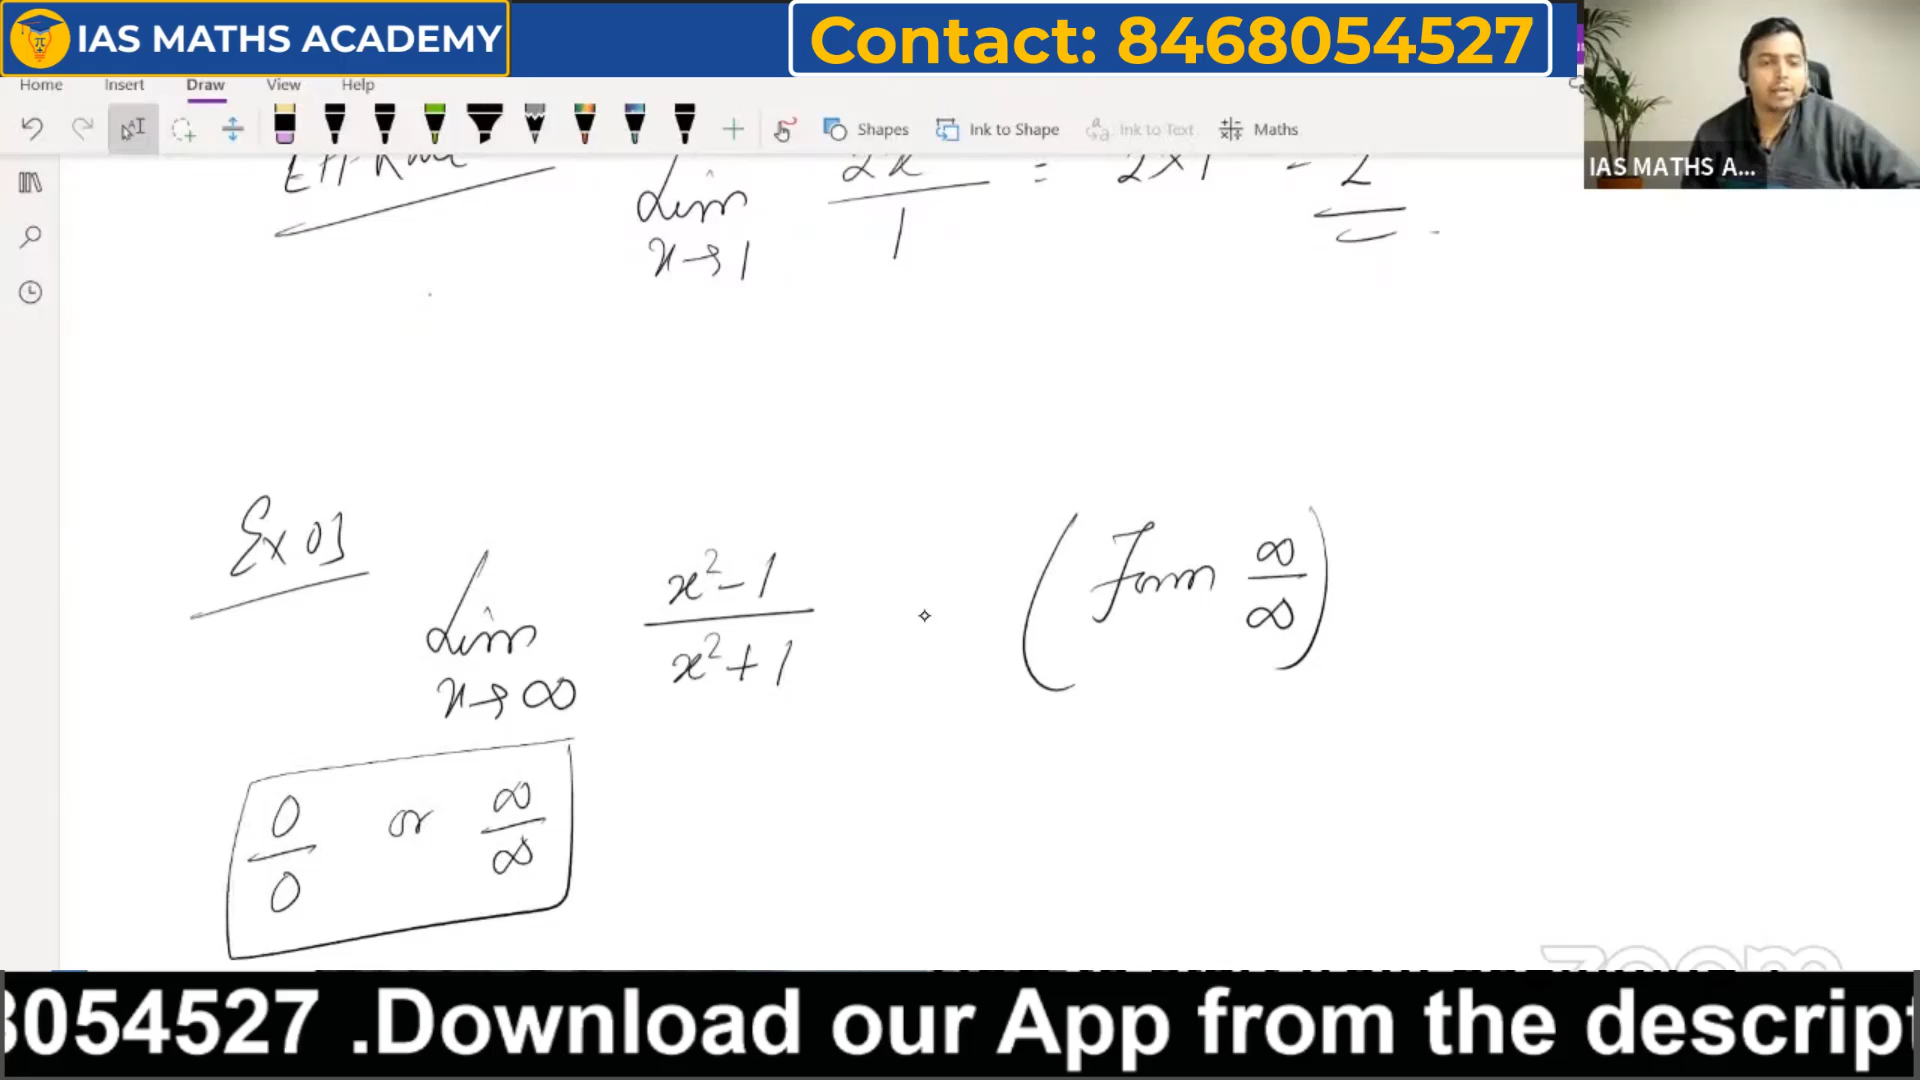 IAS MATHS ACADEMY
Contact: 8468054527
Home Insert Draw View Help
Shapes Ink to Shape Ink to Text Maths
IAS MATHS A...
Lim 2x = 2×1 - 2
x→1 1
Ex 03
Lim x²-1 (Form ∞
x→∞ x²+1 ∞)
0 or ∞
0 ∞
zoom
8054527 .Download our App from the descript